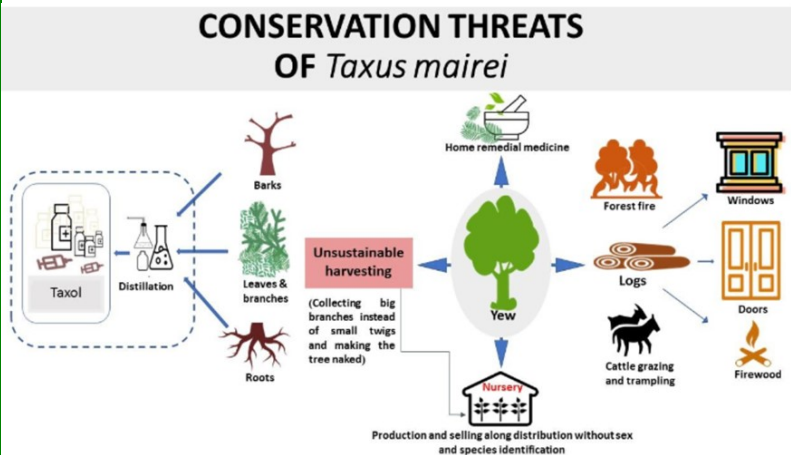 CONSERVATION THREATS
OF Taxus mairei
Home remedial medicine
Barks
Forest fire
Windows
Unsustainable
harvesting
Leaves &
branches
Distillation
Taxol
(Collecting big
branches instead
of small twigs
and making the
tree naked)
Yew
Logs
Doors
Roots
Cattle grazing
and trampling
Firewood
Nursery
Production and selling along distribution without sex
and species identification